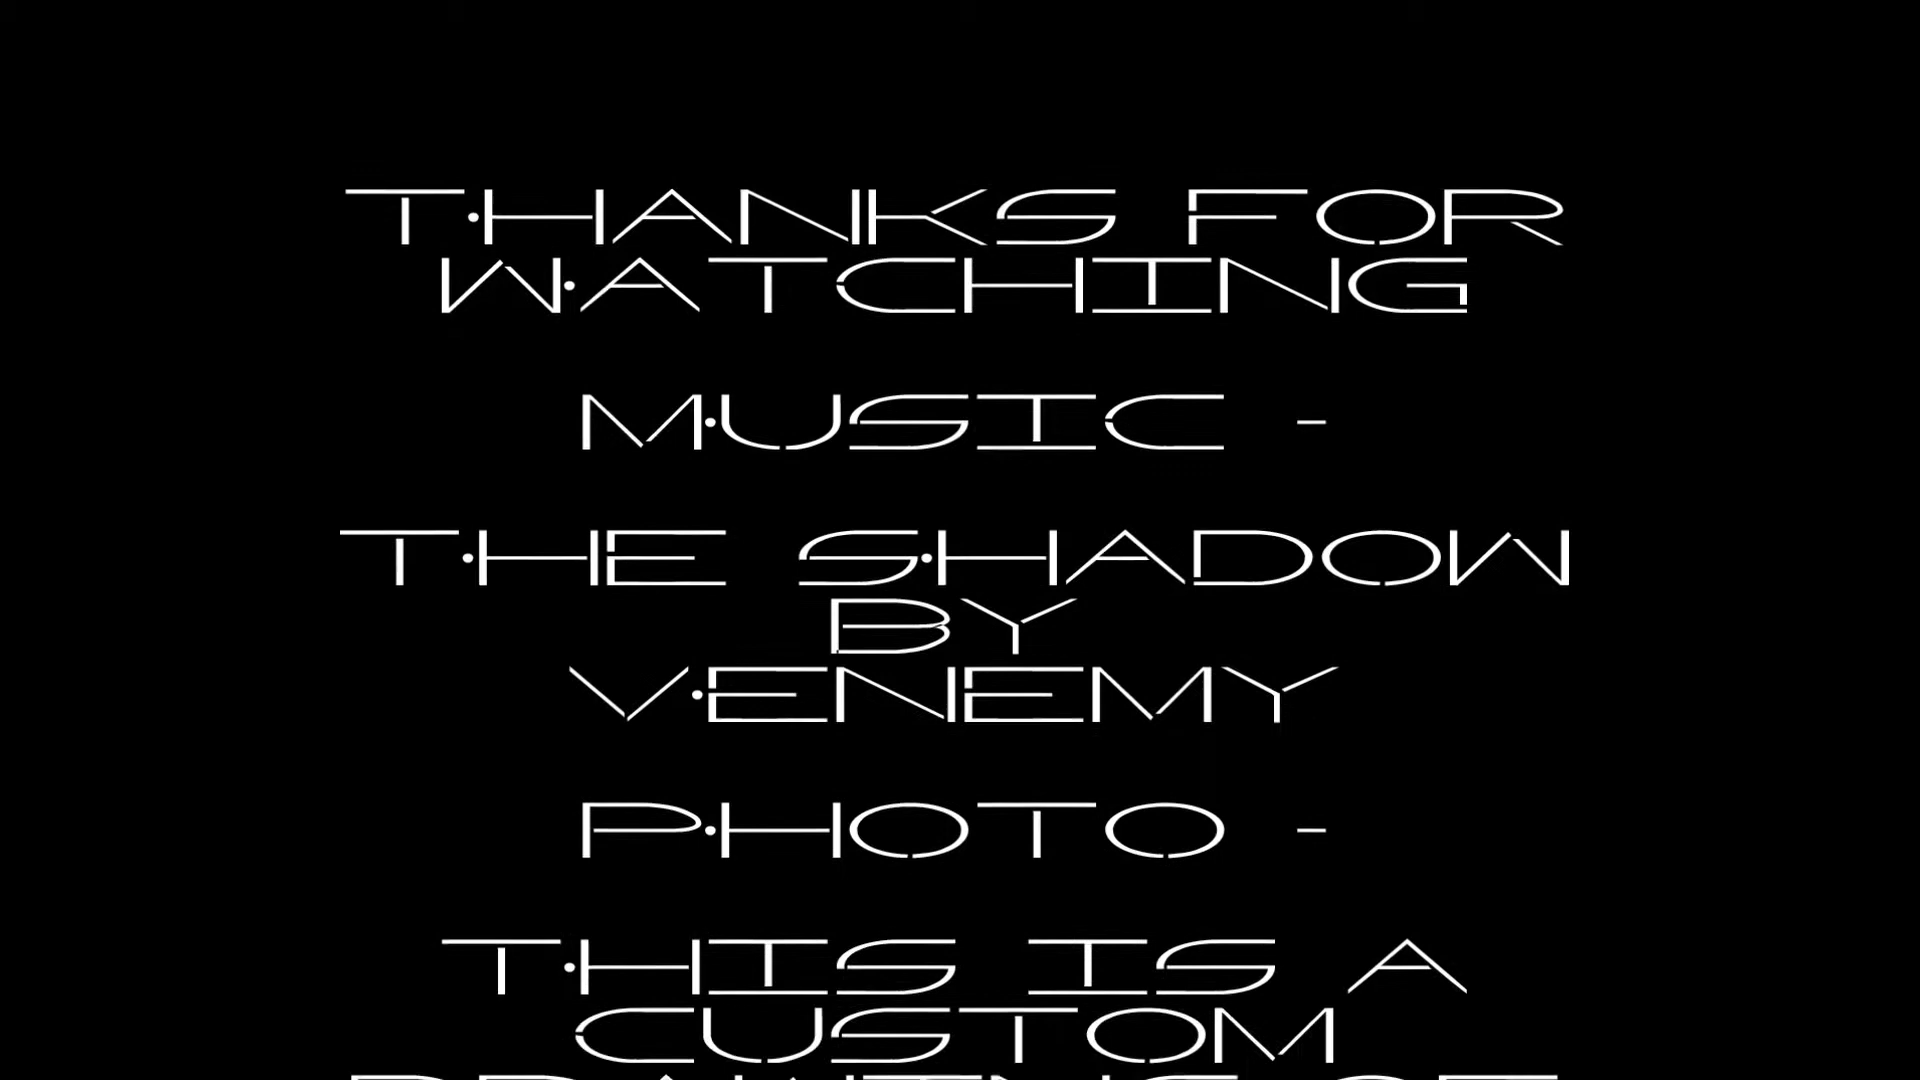 THANKS FOR
WATCHING
MUSIC -
THE SHADOW
BY
VENEMY
PHOTO -
THIS IS A
CUSTOM